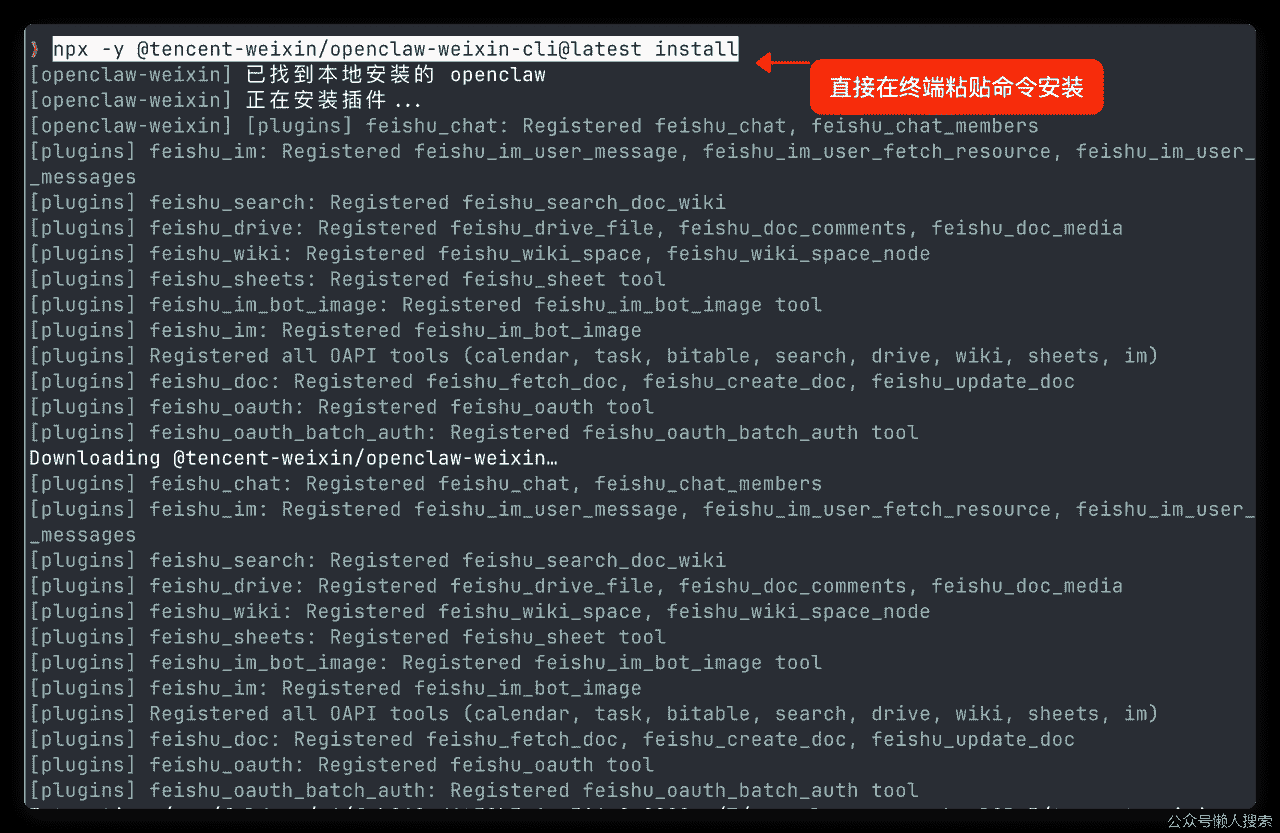 ❯ npx -y @tencent-weixin/openclaw-weixin-cli@latest install
[openclaw-weixin] 已找到本地安装的 openclaw
直接在终端粘贴命令安装
[openclaw-weixin] 正在安装插件...
[openclaw-weixin] [plugins] feishu_chat: Registered feishu_chat, feishu_chat_members
[plugins] feishu_im: Registered feishu_im_user_message, feishu_im_user_fetch_resource, feishu_im_user_
_messages
[plugins] feishu_search: Registered feishu_search_doc_wiki
[plugins] feishu_drive: Registered feishu_drive_file, feishu_doc_comments, feishu_doc_media
[plugins] feishu_wiki: Registered feishu_wiki_space, feishu_wiki_space_node
[plugins] feishu_sheets: Registered feishu_sheet tool
[plugins] feishu_im_bot_image: Registered feishu_im_bot_image tool
[plugins] feishu_im: Registered feishu_im_bot_image
[plugins] Registered all OAPI tools (calendar, task, bitable, search, drive, wiki, sheets, im)
[plugins] feishu_doc: Registered feishu_fetch_doc, feishu_create_doc, feishu_update_doc
[plugins] feishu_oauth: Registered feishu_oauth tool
[plugins] feishu_oauth_batch_auth: Registered feishu_oauth_batch_auth tool
Downloading @tencent-weixin/openclaw-weixin…
[plugins] feishu_chat: Registered feishu_chat, feishu_chat_members
[plugins] feishu_im: Registered feishu_im_user_message, feishu_im_user_fetch_resource, feishu_im_user_
_messages
[plugins] feishu_search: Registered feishu_search_doc_wiki
[plugins] feishu_drive: Registered feishu_drive_file, feishu_doc_comments, feishu_doc_media
[plugins] feishu_wiki: Registered feishu_wiki_space, feishu_wiki_space_node
[plugins] feishu_sheets: Registered feishu_sheet tool
[plugins] feishu_im_bot_image: Registered feishu_im_bot_image tool
[plugins] feishu_im: Registered feishu_im_bot_image
[plugins] Registered all OAPI tools (calendar, task, bitable, search, drive, wiki, sheets, im)
[plugins] feishu_doc: Registered feishu_fetch_doc, feishu_create_doc, feishu_update_doc
[plugins] feishu_oauth: Registered feishu_oauth tool
[plugins] feishu_oauth_batch_auth: Registered feishu_oauth_batch_auth tool
公众号懒人搜索